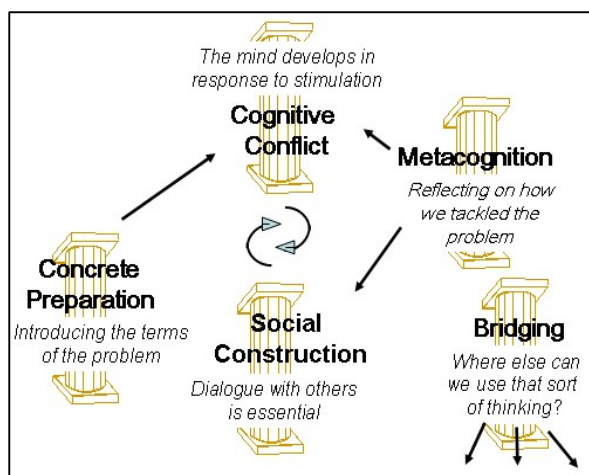 The mind develops in
response to stimulation
Cognitive
Conflict
Metacognition
Reflecting on how
we tackled the
problem
Concrete
Preparation
Introducing the terms
of the problem
Social
Construction
Dialogue with others
is essential
Bridging
Where else can
we use that sort
of thinking?